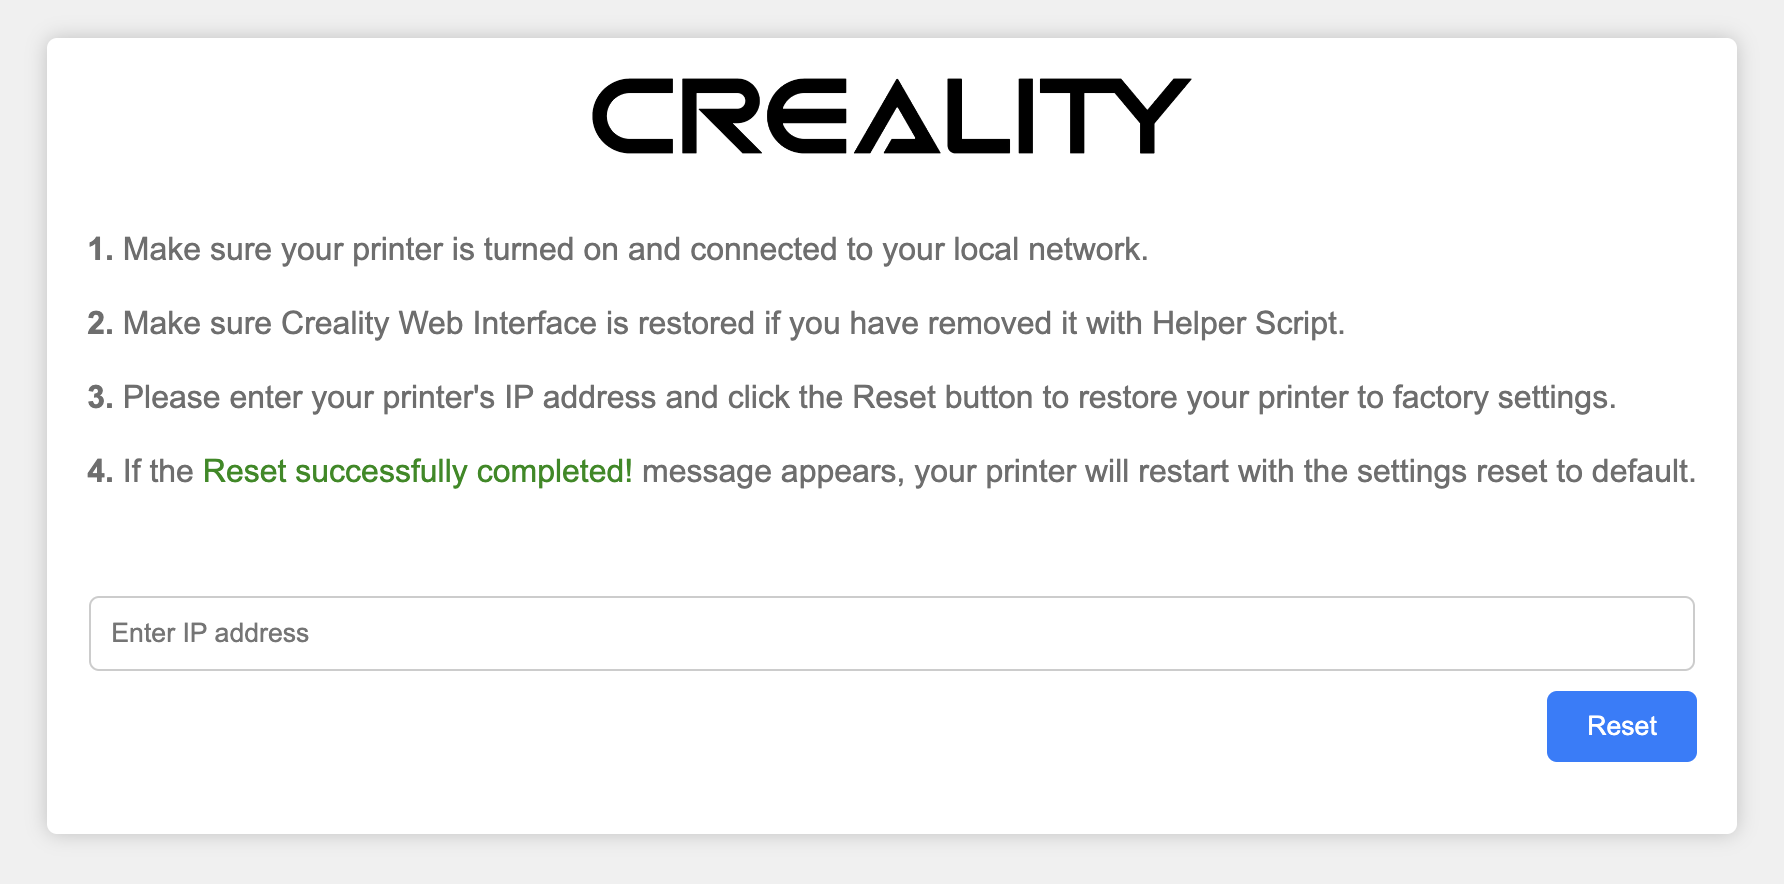 CREALITY
1. Make sure your printer is turned on and connected to your local network.
2. Make sure Creality Web Interface is restored if you have removed it with Helper Script.
3. Please enter your printer's IP address and click the Reset button to restore your printer to factory settings.
4. If the Reset successfully completed! message appears, your printer will restart with the settings reset to default.
Enter IP address
Reset